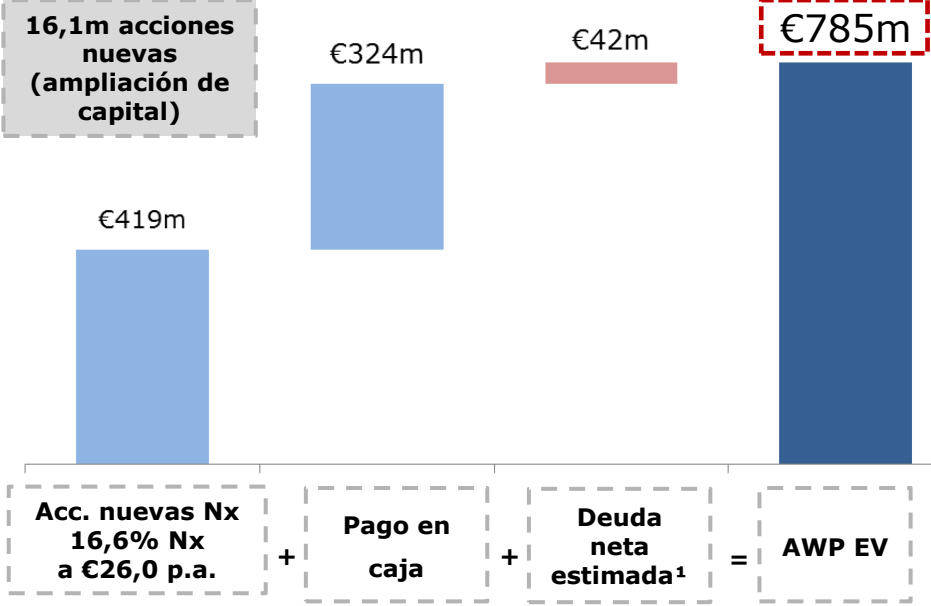 16,1m acciones
nuevas
(ampliación de
capital)
€419m
€324m
€42m
€785m
Acc. nuevas Nx
16,6% Nx
a €26,0 p.a.
+
Pago en
caja
+
Deuda
neta
estimada¹
=
AWP EV